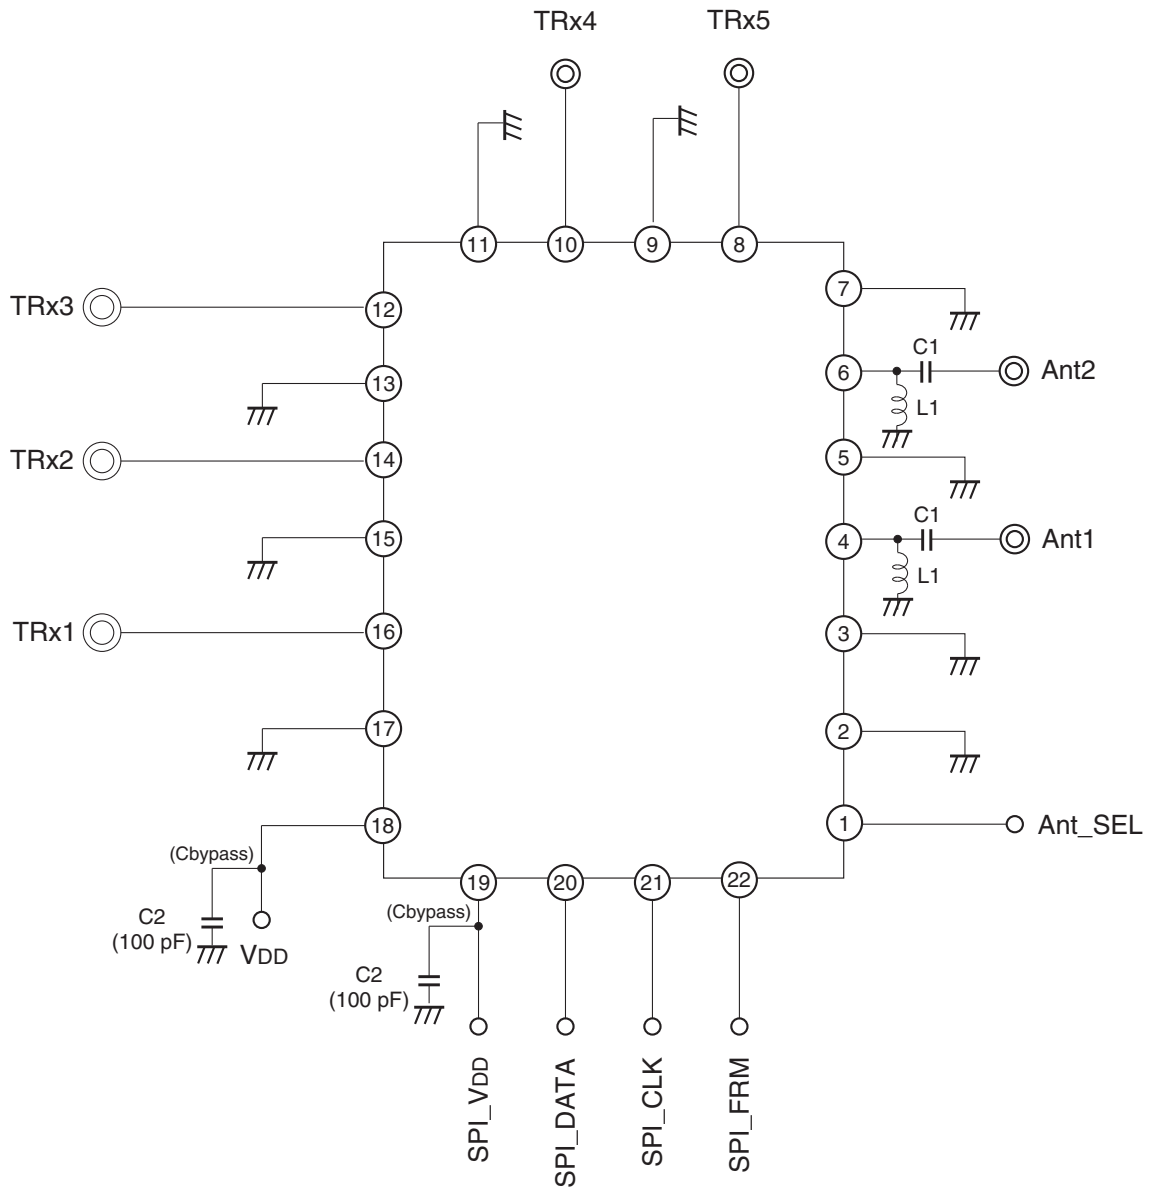 TRx4
TRx5
11
10
9
8
TRx3
12
7
C1
6
Ant2
L1
13
TRx2
14
5
C1
15
4
Ant1
L1
TRx1
16
3
17
2
18
1
Ant_SEL
(Cbypass)
C2
(100 pF)
VDD
19
20
21
22
(Cbypass)
C2
(100 pF)
SPI_VDD
SPI_DATA
SPI_CLK
SPI_FRM